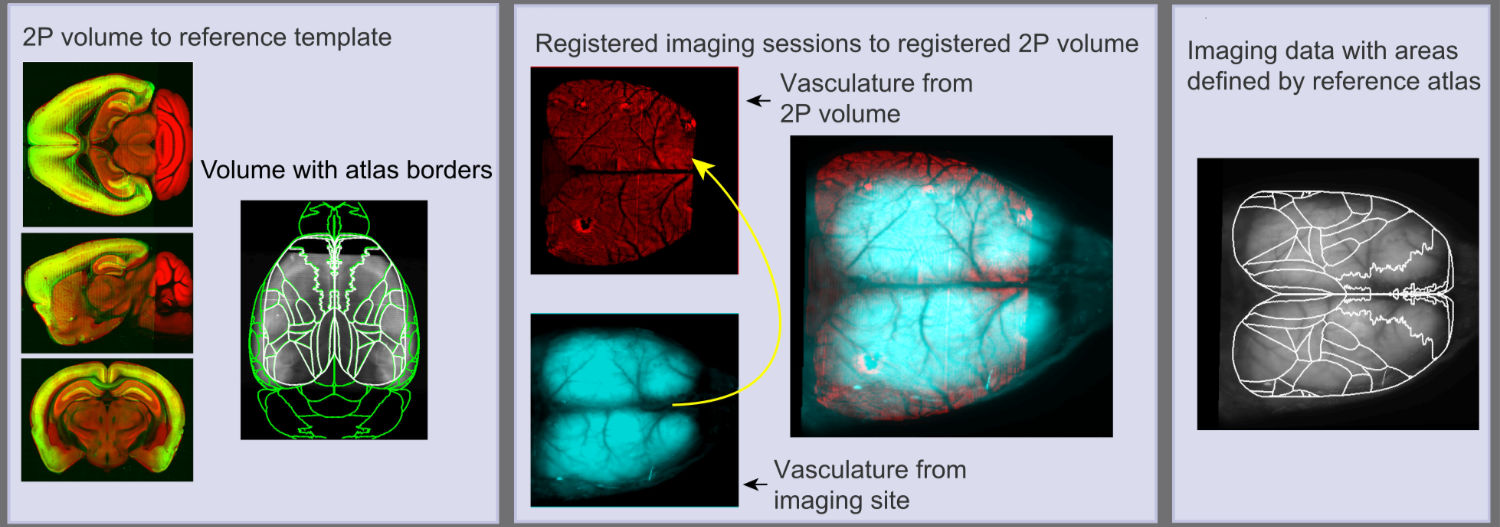 2P volume to reference template
Volume with atlas borders
Registered imaging sessions to registered 2P volume
Vasculature from
2P volume
Vasculature from
imaging site
Imaging data with areas
defined by reference atlas